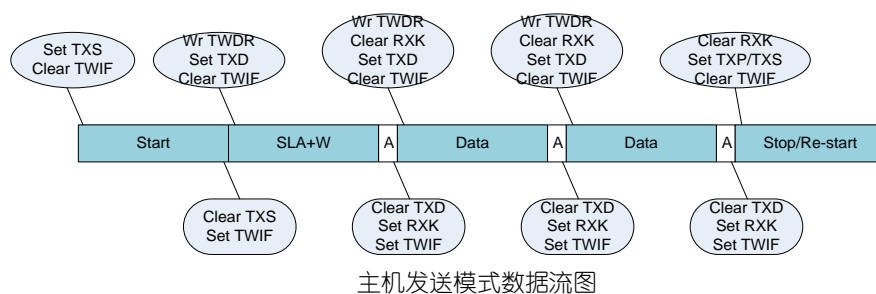 Set TXS
Clear TWIF
Wr TWDR
Set TXD
Clear TWIF
Wr TWDR
Clear RXK
Set TXD
Clear TWIF
Wr TWDR
Clear RXK
Set TXD
Clear TWIF
Clear RXK
Set TXP/TXS
Clear TWIF
Start
SLA+W
A
Data
A
Data
A
Stop/Re-start
Clear TXS
Set TWIF
Clear TXD
Set RXK
Set TWIF
Clear TXD
Set RXK
Set TWIF
Clear TXD
Set RXK
Set TWIF
主机发送模式数据流图